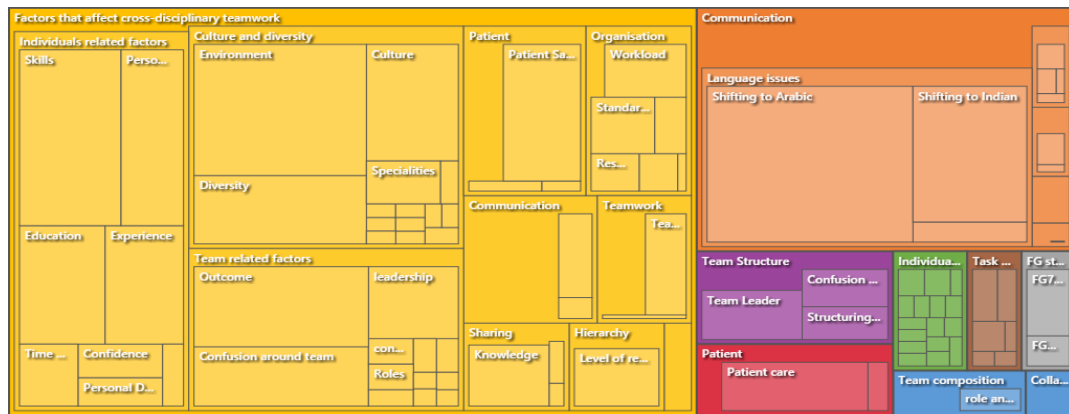 Factors that affect cross-disciplinary teamwork
Individuals related factors
Skills
Perso...
Education
Experience
Time ...
Confidence
Personal D...
Culture and diversity
Environment
Culture
Diversity
Specialities
Team related factors
Outcome
leadership
Confusion around team
con...
Roles
Patient
Patient Sa...
Organisation
Workload
Standar...
Res...
Communication
Teamwork
Tea...
Sharing
Knowledge
Hierarchy
Level of re...
Communication
Language issues
Shifting to Arabic
Shifting to Indian
Team Structure
Team Leader
Confusion ...
Structuring...
Patient
Patient care
Individua...
Task ...
FG st...
FG7...
FG...
Team composition
role an...
Colla...